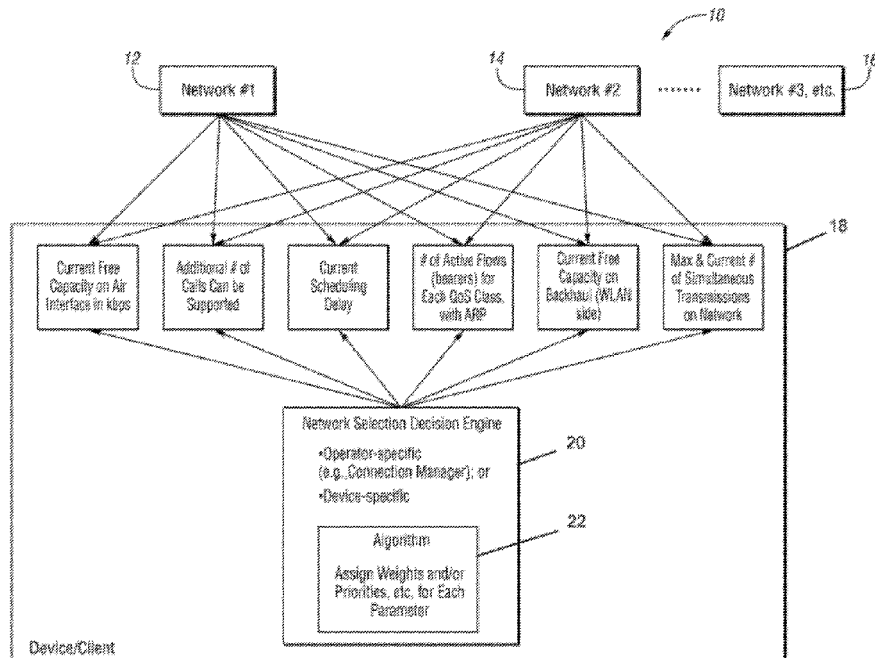 10
12
Network #1
14
Network #2
Network #3, etc.
16
18
Current Free
Capacity on Air
Interface in kbps
Additional # of
Calls Can be
Supported
Current
Scheduling
Delay
# of Active Flows
(bearers) for
Each QoS Class,
with ARP
Current Free
Capacity on
Backhaul (WLAN
side)
Max & Current #
of Simultaneous
Transmissions
on Network
Network Selection Decision Engine
•Operator-specific
(e.g.,Connection Manager); or
•Device-specific
20
22
Algorithm
Assign Weights and/or
Priorities, etc. for Each
Parameter
Device/Client